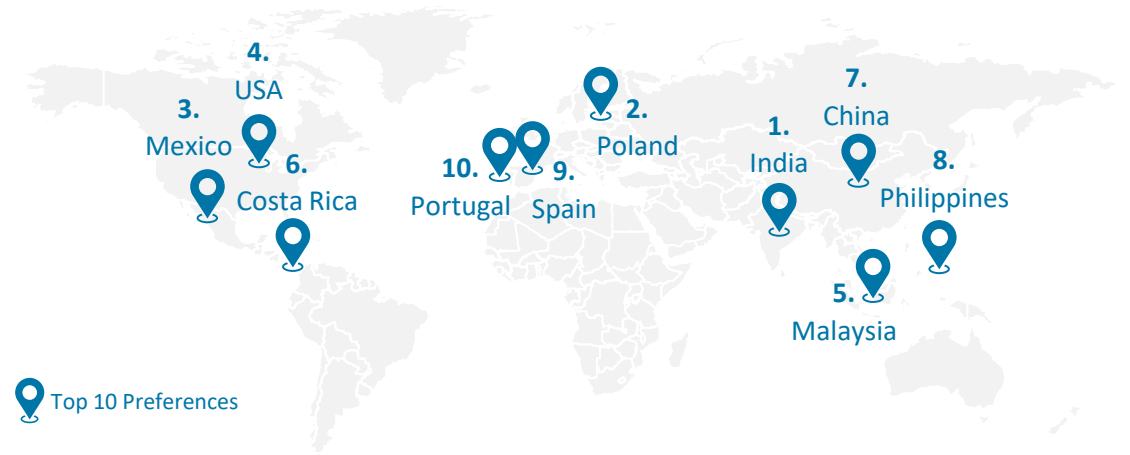 4.
USA
3.
Mexico
6.
Costa Rica
10.
Portugal
9.
Spain
2.
Poland
1.
India
7.
China
8.
Philippines
5.
Malaysia
Top 10 Preferences